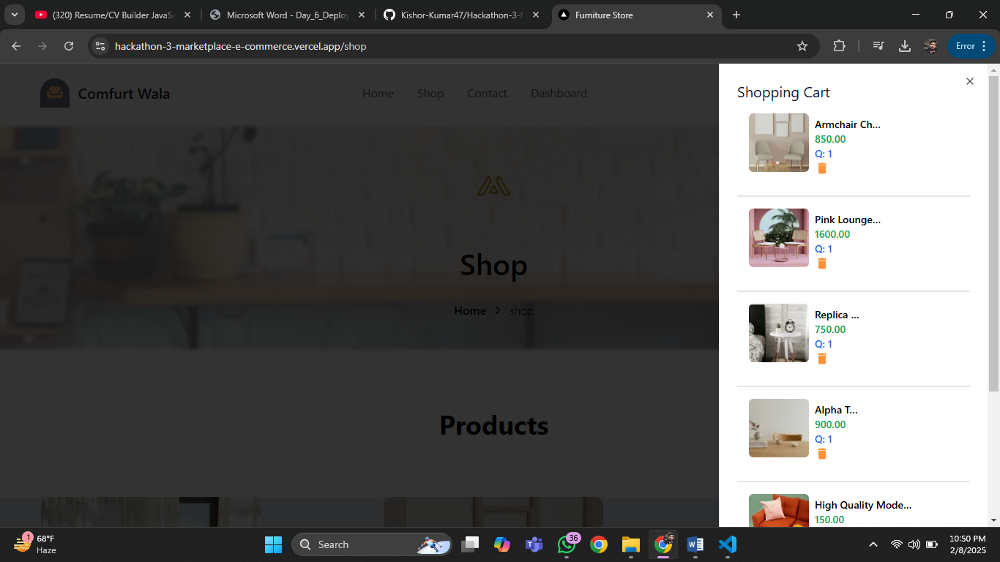 (320) Resume/CV Builder JavaSc
Microsoft Word - Day_6_Deploy
Kishor-Kumar47/Hackathon-3-M
Furniture Store
hackathon-3-marketplace-e-commerce.vercel.app/shop
Error
Comfurt Wala
Home
Shop
Contact
Dashboard
Shop
Home
shop
Products
Shopping Cart
Armchair Ch...
850.00
Q: 1
Pink Lounge...
1600.00
Q: 1
Replica ...
750.00
Q: 1
Alpha T...
900.00
Q: 1
High Quality Mode...
150.00
1
68°F
Haze
Search
36
10:50 PM
2/8/2025